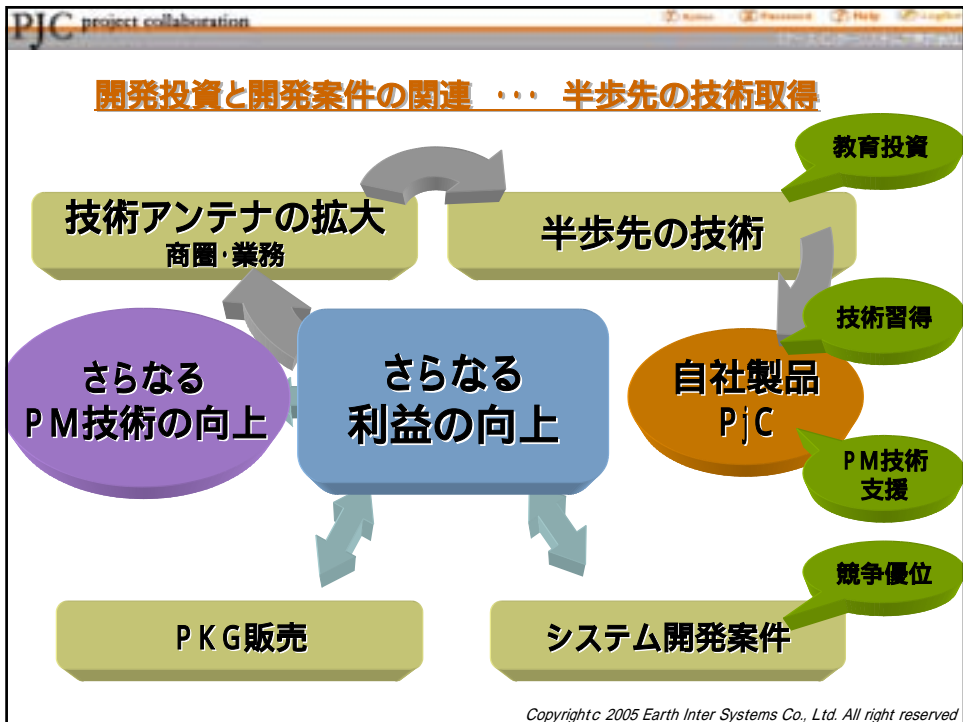 PJC project collaboration
Help
開発投資と開発案件の関連 ・・・ 半歩先の技術取得
教育投資
技術アンテナの拡大
商圏・業務
半歩先の技術
技術習得
さらなる
PM技術の向上
さらなる
利益の向上
自社製品
PjC
PM技術
支援
競争優位
PKG販売
システム開発案件
Copyrightc 2005 Earth Inter Systems Co., Ltd. All right reserved